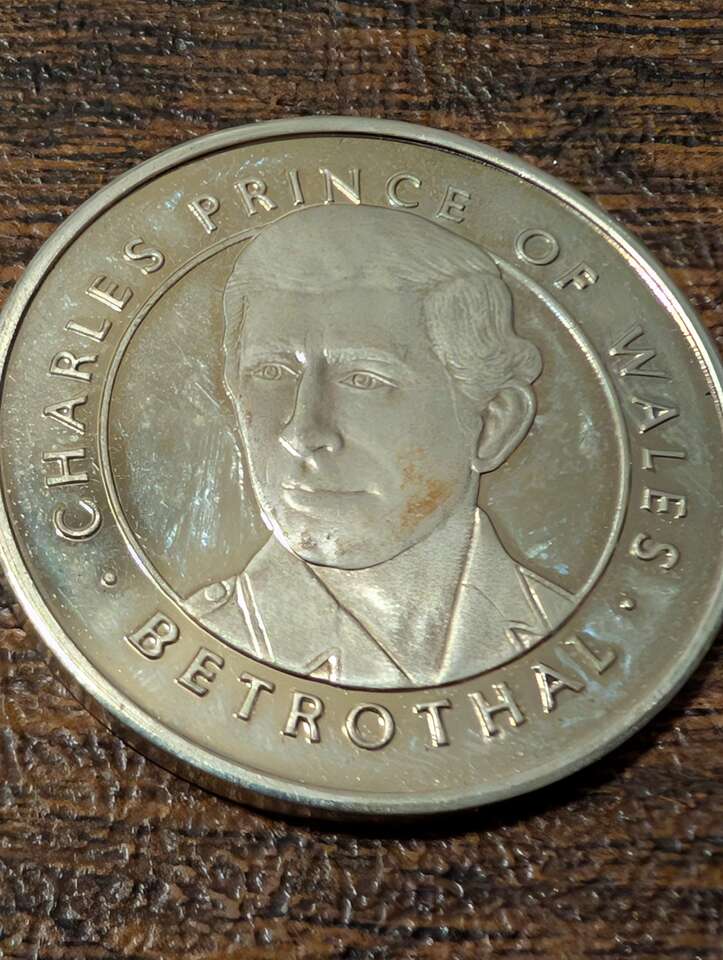 CHARLES PRINCE OF WALES
· BETROTHAL ·